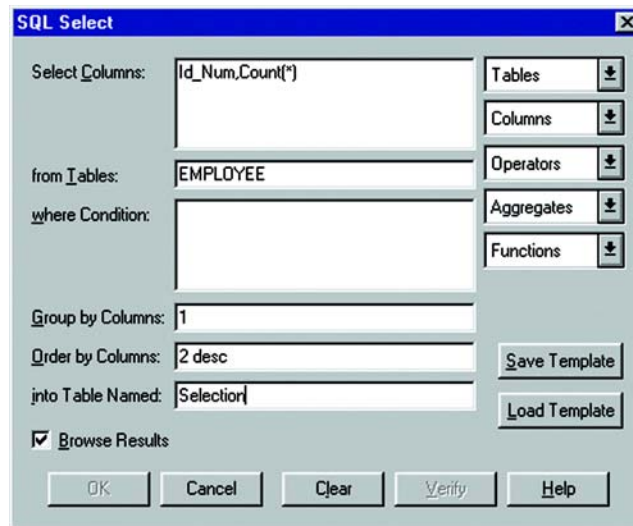 SQL Select
Select Columns: Id_Num,Count(*) Tables
Columns
from Tables: EMPLOYEE Operators
where Condition: Aggregates
Functions
Group by Columns: 1
Order by Columns: 2 desc Save Template
into Table Named: Selection Load Template
Browse Results
OK Cancel Clear Verify Help